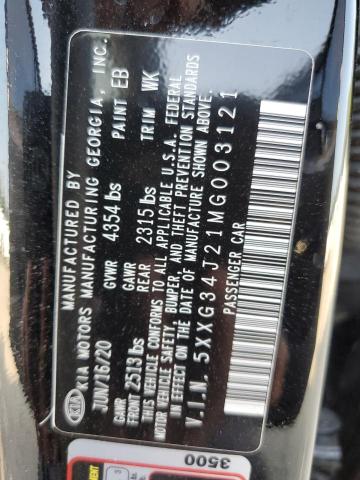 KIA
MANUFACTURED BY
KIA MOTORS MANUFACTURING GEORGIA, INC.
JUN/16/20 GVWR 4354 lbs PAINT EB
GAWR FRONT 2513 lbs GAWR REAR 2315 lbs TRIM WK
THIS VEHICLE CONFORMS TO ALL APPLICABLE U.S.A. FEDERAL
MOTOR VEHICLE SAFETY, BUMPER, AND THEFT PREVENTION STANDARDS
IN EFFECT ON THE DATE OF MANUFACTURE SHOWN ABOVE.
V.I.N. 5XXG34J21MG003121
PASSENGER CAR
3500